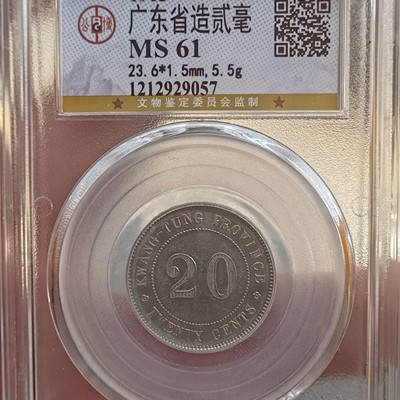 广东省造贰毫
MS 61
23.6*1.5mm,5.5g
文物鉴定委员会监制
1212929057
KWANG-TUNG PROVINCE
20
TWENTY CENTS